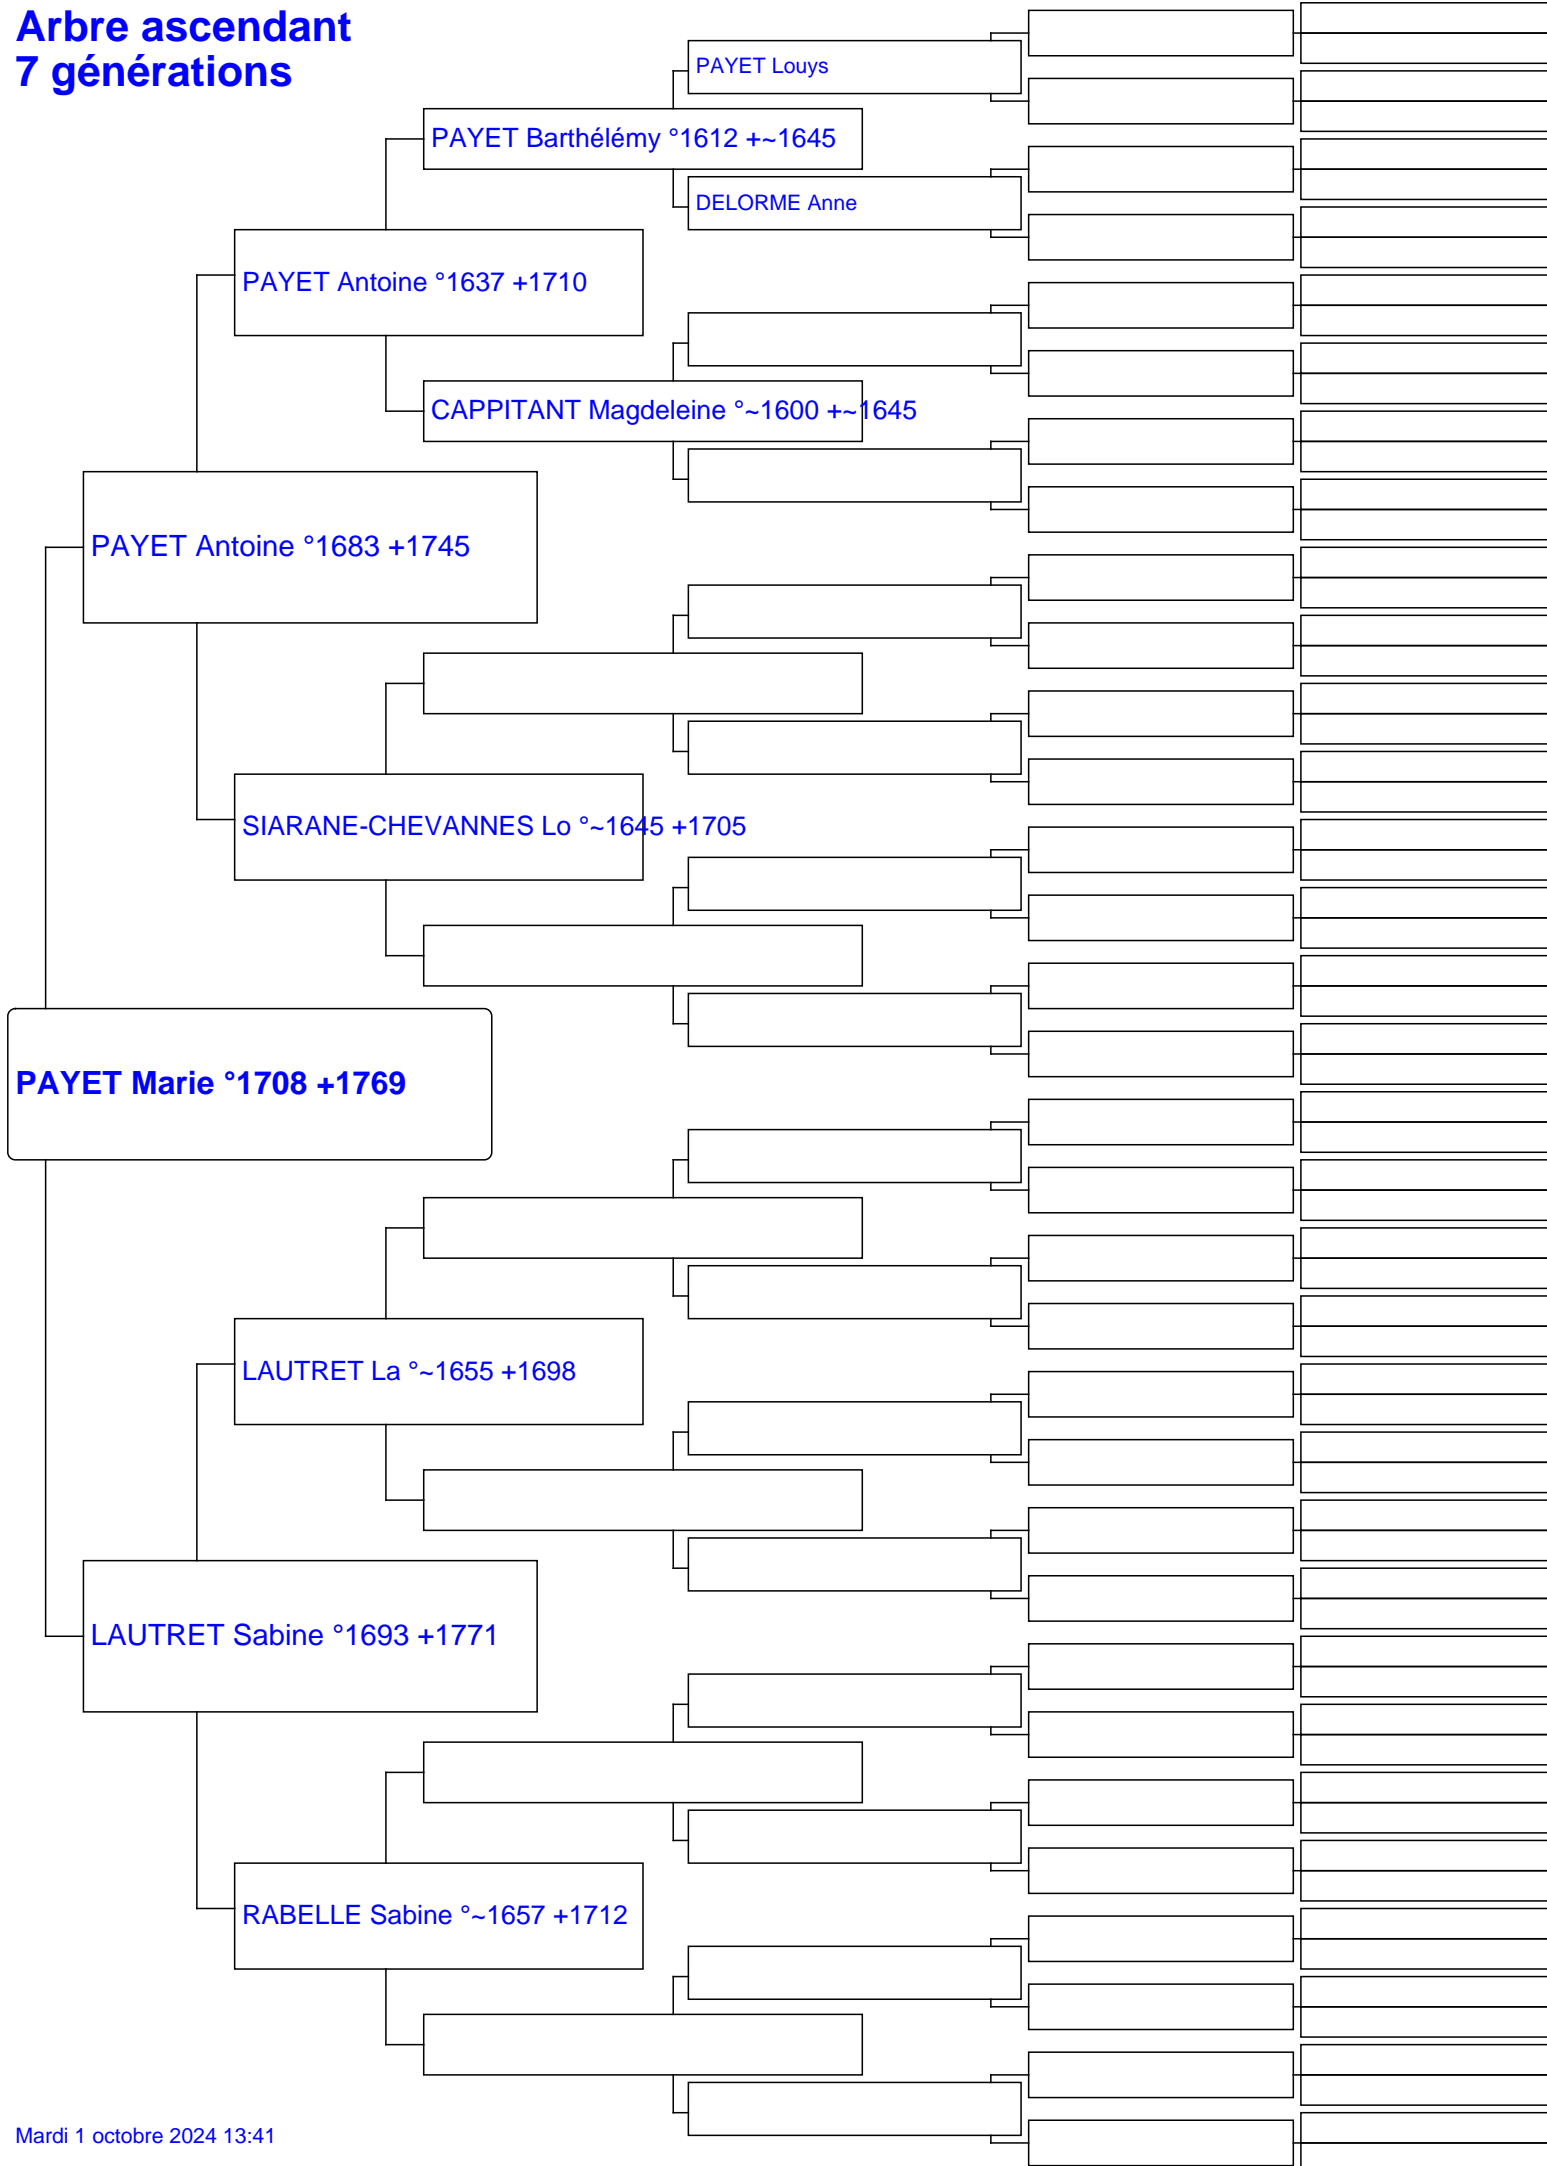 Arbre ascendant
7 générations
PAYET Louys
PAYET Barthélémy °1612 +~1645
DELORME Anne
PAYET Antoine °1637 +1710
CAPPITANT Magdeleine °~1600 +~1645
PAYET Antoine °1683 +1745
SIARANE-CHEVANNES Lo °~1645 +1705
PAYET Marie °1708 +1769
LAUTRET La °~1655 +1698
LAUTRET Sabine °1693 +1771
RABELLE Sabine °~1657 +1712
Mardi 1 octobre 2024 13:41